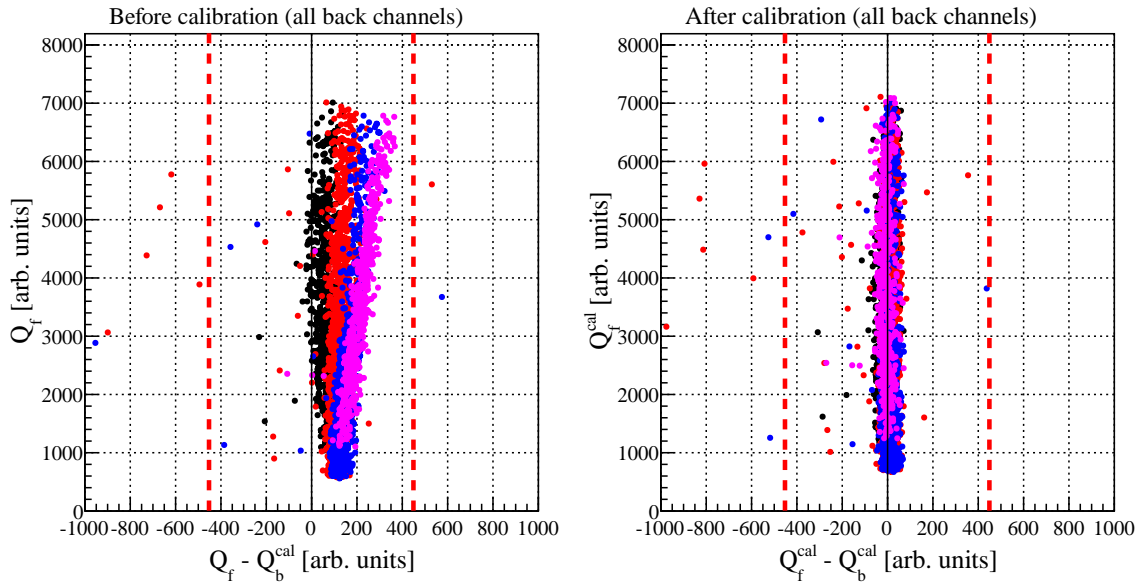 Before calibration (all back channels)
8000
7000
6000
5000
4000
3000
2000
1000
0
Q_f [arb. units]
-1000 -800 -600 -400 -200 0 200 400 600 800 1000
Q_f - Q_b^cal [arb. units]
After calibration (all back channels)
8000
7000
6000
5000
4000
3000
2000
1000
0
Q_f^cal [arb. units]
-1000 -800 -600 -400 -200 0 200 400 600 800 1000
Q_f^cal - Q_b^cal [arb. units]